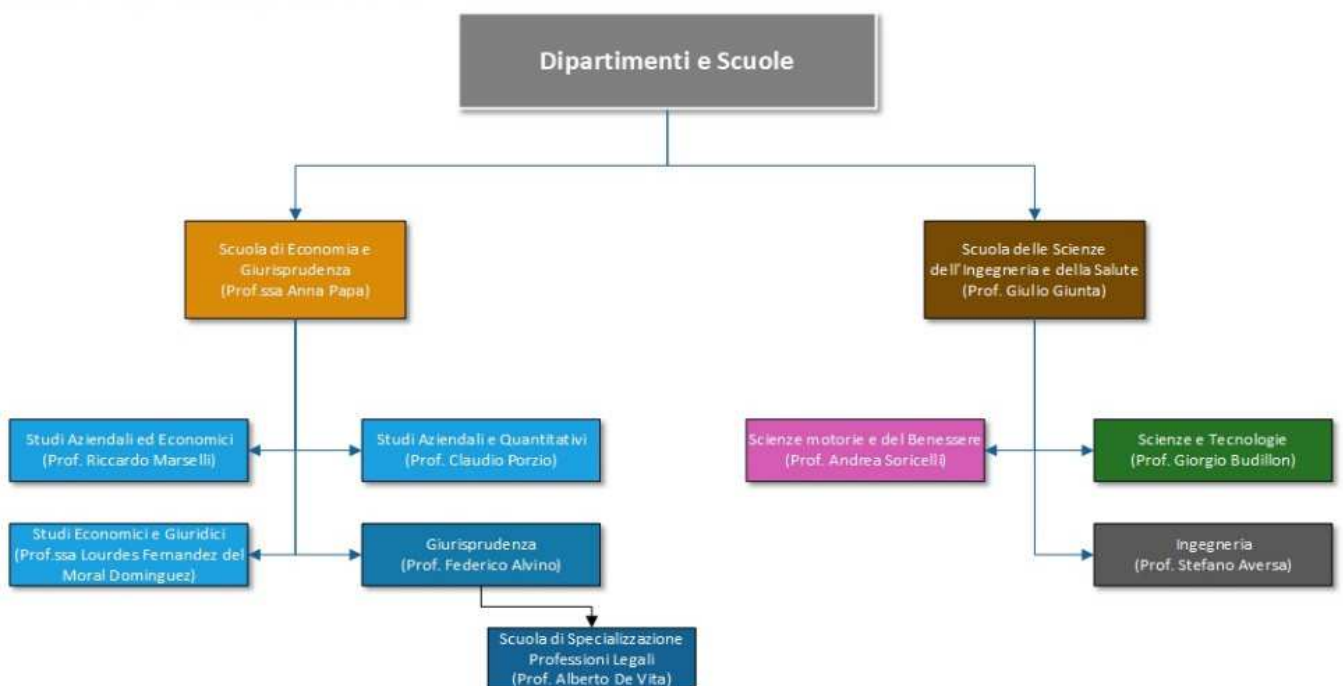 Dipartimenti e Scuole
Scuola di Economia e
Giurisprudenza
(Prof.ssa Anna Papa)
Scuola delle Scienze
dell'Ingegneria e della Salute
(Prof. Giulio Giunta)
Studi Aziendali ed Economici
(Prof. Riccardo Marselli)
Studi Aziendali e Quantitativi
(Prof. Claudio Porzio)
Scienze motorie e del Benessere
(Prof. Andrea Soricelli)
Scienze e Tecnologie
(Prof. Giorgio Budillon)
Studi Economici e Giuridici
(Prof.ssa Lourdes Fernandez del
Moral Dominguez)
Giurisprudenza
(Prof. Federico Alvino)
Ingegneria
(Prof. Stefano Aversa)
Scuola di Specializzazione
Professioni Legali
(Prof. Alberto De Vita)